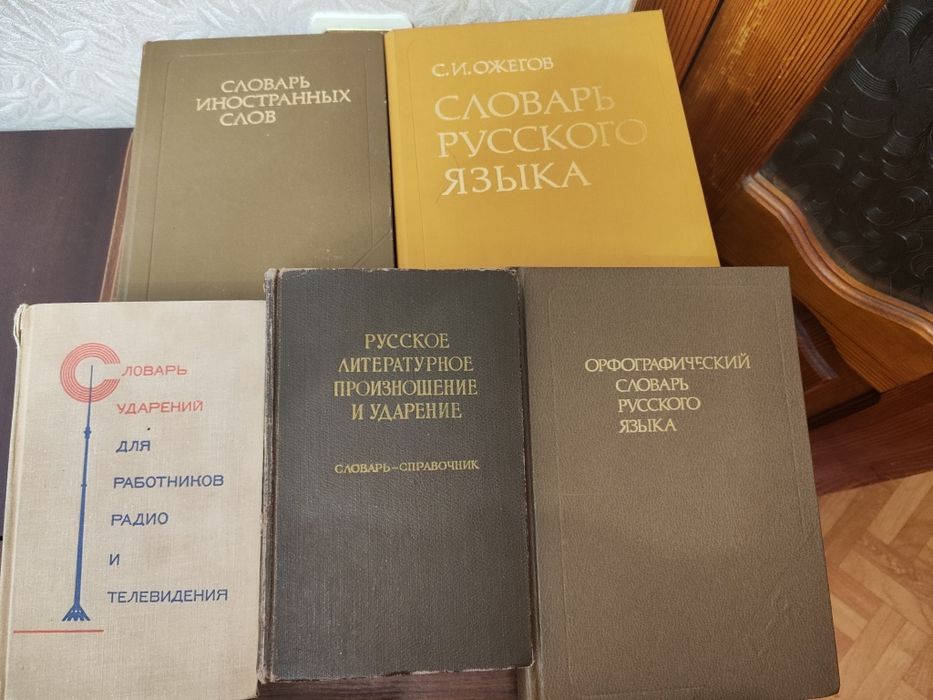 СЛОВАРЬ
ИНОСТРАННЫХ
СЛОВ
С.И.ОЖЕГОВ
СЛОВАРЬ
РУССКОГО
ЯЗЫКА
СЛОВАРЬ
УДАРЕНИЙ
ДЛЯ
РАБОТНИКОВ
РАДИО
И
ТЕЛЕВИДЕНИЯ
РУССКОЕ
ЛИТЕРАТУРНОЕ
ПРОИЗНОШЕНИЕ
И УДАРЕНИЕ
СЛОВАРЬ-СПРАВОЧНИК
ОРФОГРАФИЧЕСКИЙ
СЛОВАРЬ
РУССКОГО
ЯЗЫКА